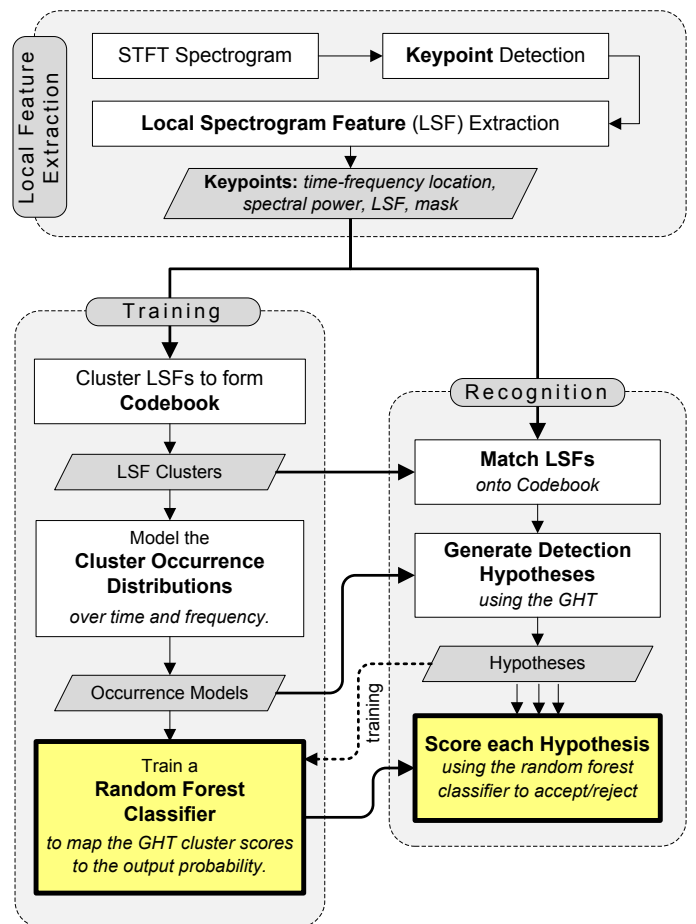 Local Feature
Extraction
STFT Spectrogram
Keypoint Detection
Local Spectrogram Feature (LSF) Extraction
Keypoints: time-frequency location,
spectral power, LSF, mask
Training
Cluster LSFs to form
Codebook
LSF Clusters
Model the
Cluster Occurrence
Distributions
over time and frequency.
Occurrence Models
Train a
Random Forest
Classifier
to map the GHT cluster scores
to the output probability.
Recognition
Match LSFs
onto Codebook
Generate Detection
Hypotheses
using the GHT
Hypotheses
training
Score each Hypothesis
using the random forest
classifier to accept/reject